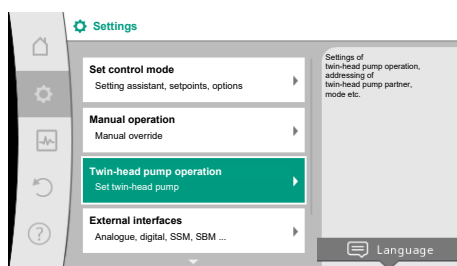 Settings
Set control mode
Setting assistant, setpoints, options
Manual operation
Manual override
Twin-head pump operation
Set twin-head pump
External interfaces
Analogue, digital, SSM, SBM ...
Settings of
twin-head pump operation,
addressing of
twin-head pump partner,
mode etc.
Language